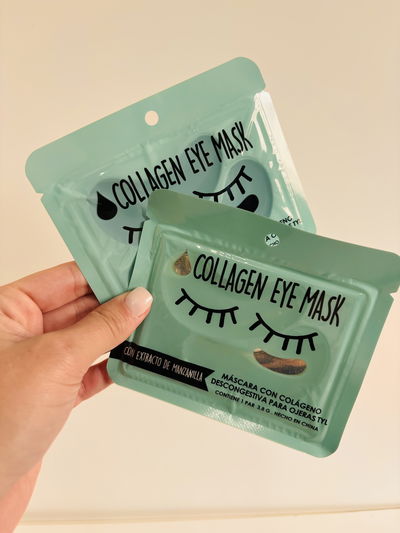 COLLAGEN EYE MASK
COLLAGEN EYE MASK
CON EXTRACTO DE MANZANILLA
MÁSCARA CON COLÁGENO
DESCONGESTIVA PARA OJERAS TYL
CONTIENE 1 PAR 3,8 G . HECHO EN CHINA